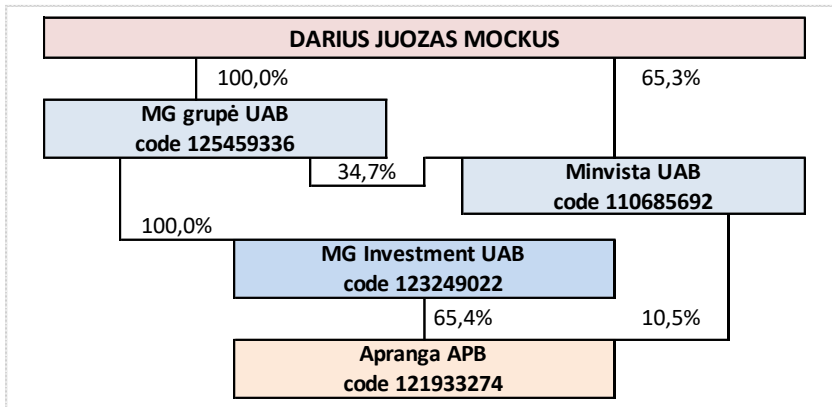 DARIUS JUOZAS MOCKUS
100,0%
65,3%
MG grupė UAB
code 125459336
34,7%
Minvista UAB
code 110685692
100,0%
MG Investment UAB
code 123249022
65,4%
10,5%
Apranga APB
code 121933274